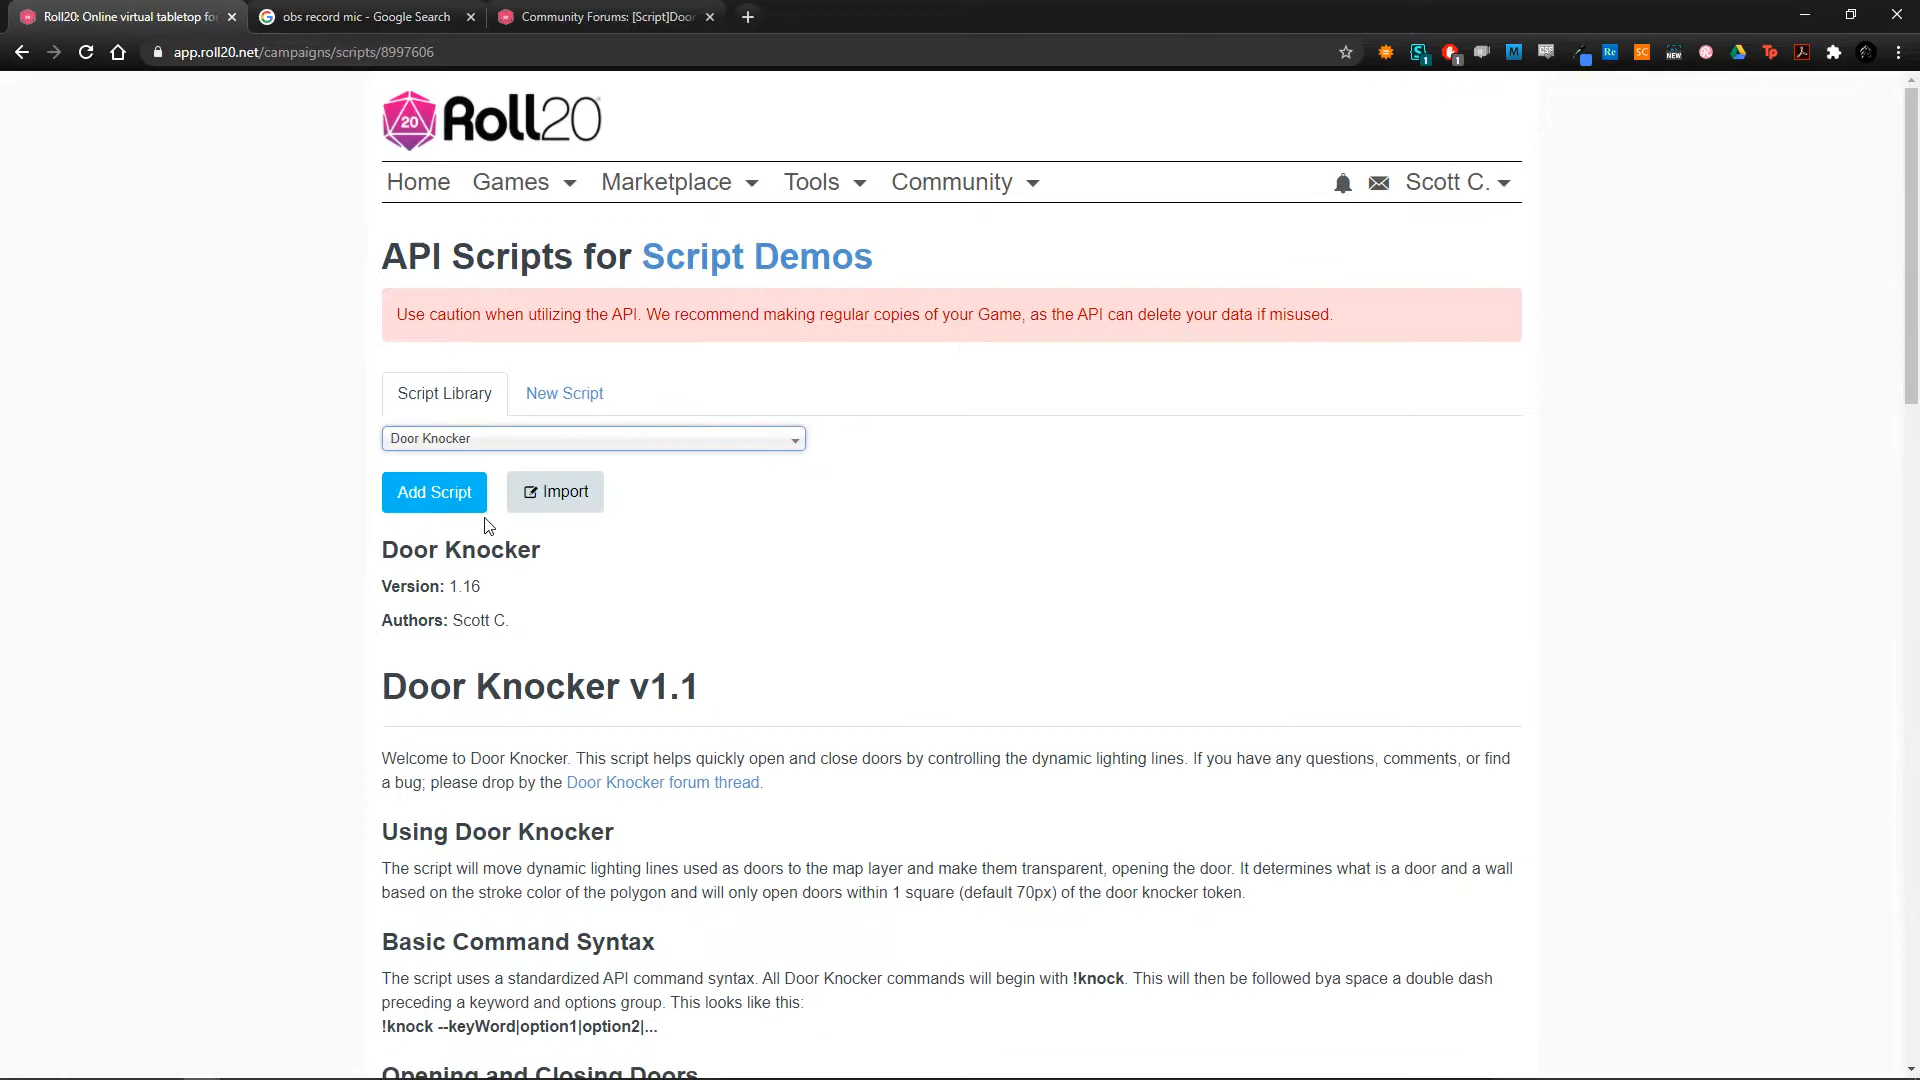 Roll20: Online virtual tabletop for
obs record mic - Google Search
Community Forums: [Script]Door
app.roll20.net/campaigns/scripts/8997606
20 Roll20
Home Games Marketplace Tools Community Scott C.
API Scripts for Script Demos
Use caution when utilizing the API. We recommend making regular copies of your Game, as the API can delete your data if misused.
Script Library New Script
Door Knocker
Add Script Import
Door Knocker
Version: 1.16
Authors: Scott C.
Door Knocker v1.1
Welcome to Door Knocker. This script helps quickly open and close doors by controlling the dynamic lighting lines. If you have any questions, comments, or find
a bug; please drop by the Door Knocker forum thread.
Using Door Knocker
The script will move dynamic lighting lines used as doors to the map layer and make them transparent, opening the door. It determines what is a door and a wall
based on the stroke color of the polygon and will only open doors within 1 square (default 70px) of the door knocker token.
Basic Command Syntax
The script uses a standardized API command syntax. All Door Knocker commands will begin with !knock. This will then be followed bya space a double dash
preceding a keyword and options group. This looks like this:
!knock --keyWord|option1|option2|...
Opening and Closing Doors